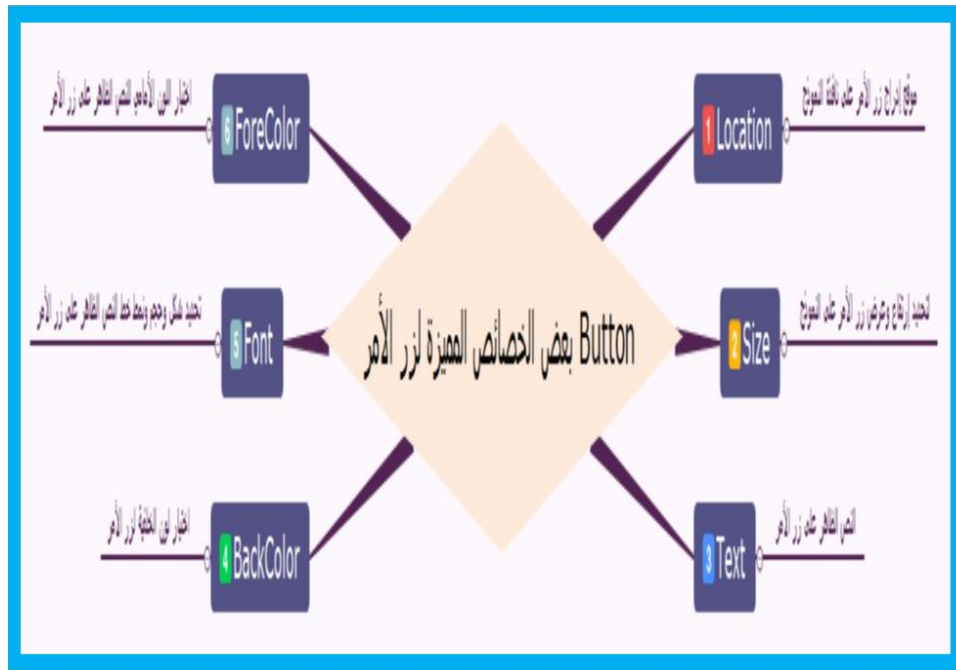 بعض الخصائص المميزة لزر الأمر Button
1 Location
موقع إدراج زر الأمر على نافذة النموذج
2 Size
لتحديد إرتفاع وعرض زر الأمر على النموذج
3 Text
النص الظاهر على زر الأمر
4 BackColor
اختيار لون الخلفية لزر الأمر
5 Font
تحديد شكل وحجم ونمط خط النص الظاهر على زر الأمر
6 ForeColor
اختيار اللون الأمامي للنص الظاهر على زر الأمر